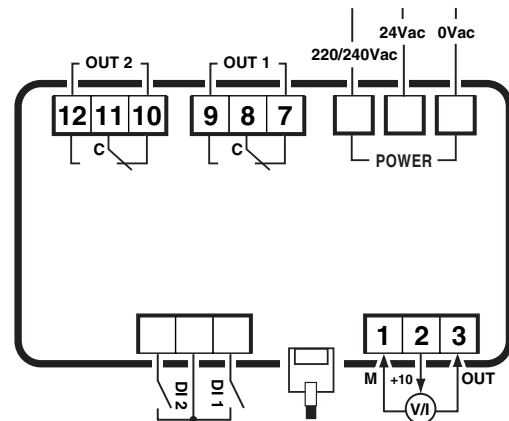 24Vac 0Vac
220/240Vac
OUT 2 OUT 1
12 11 10 9 8 7
C C
POWER
1 2 3
DI 2 DI 1
M +10 OUT
V/I